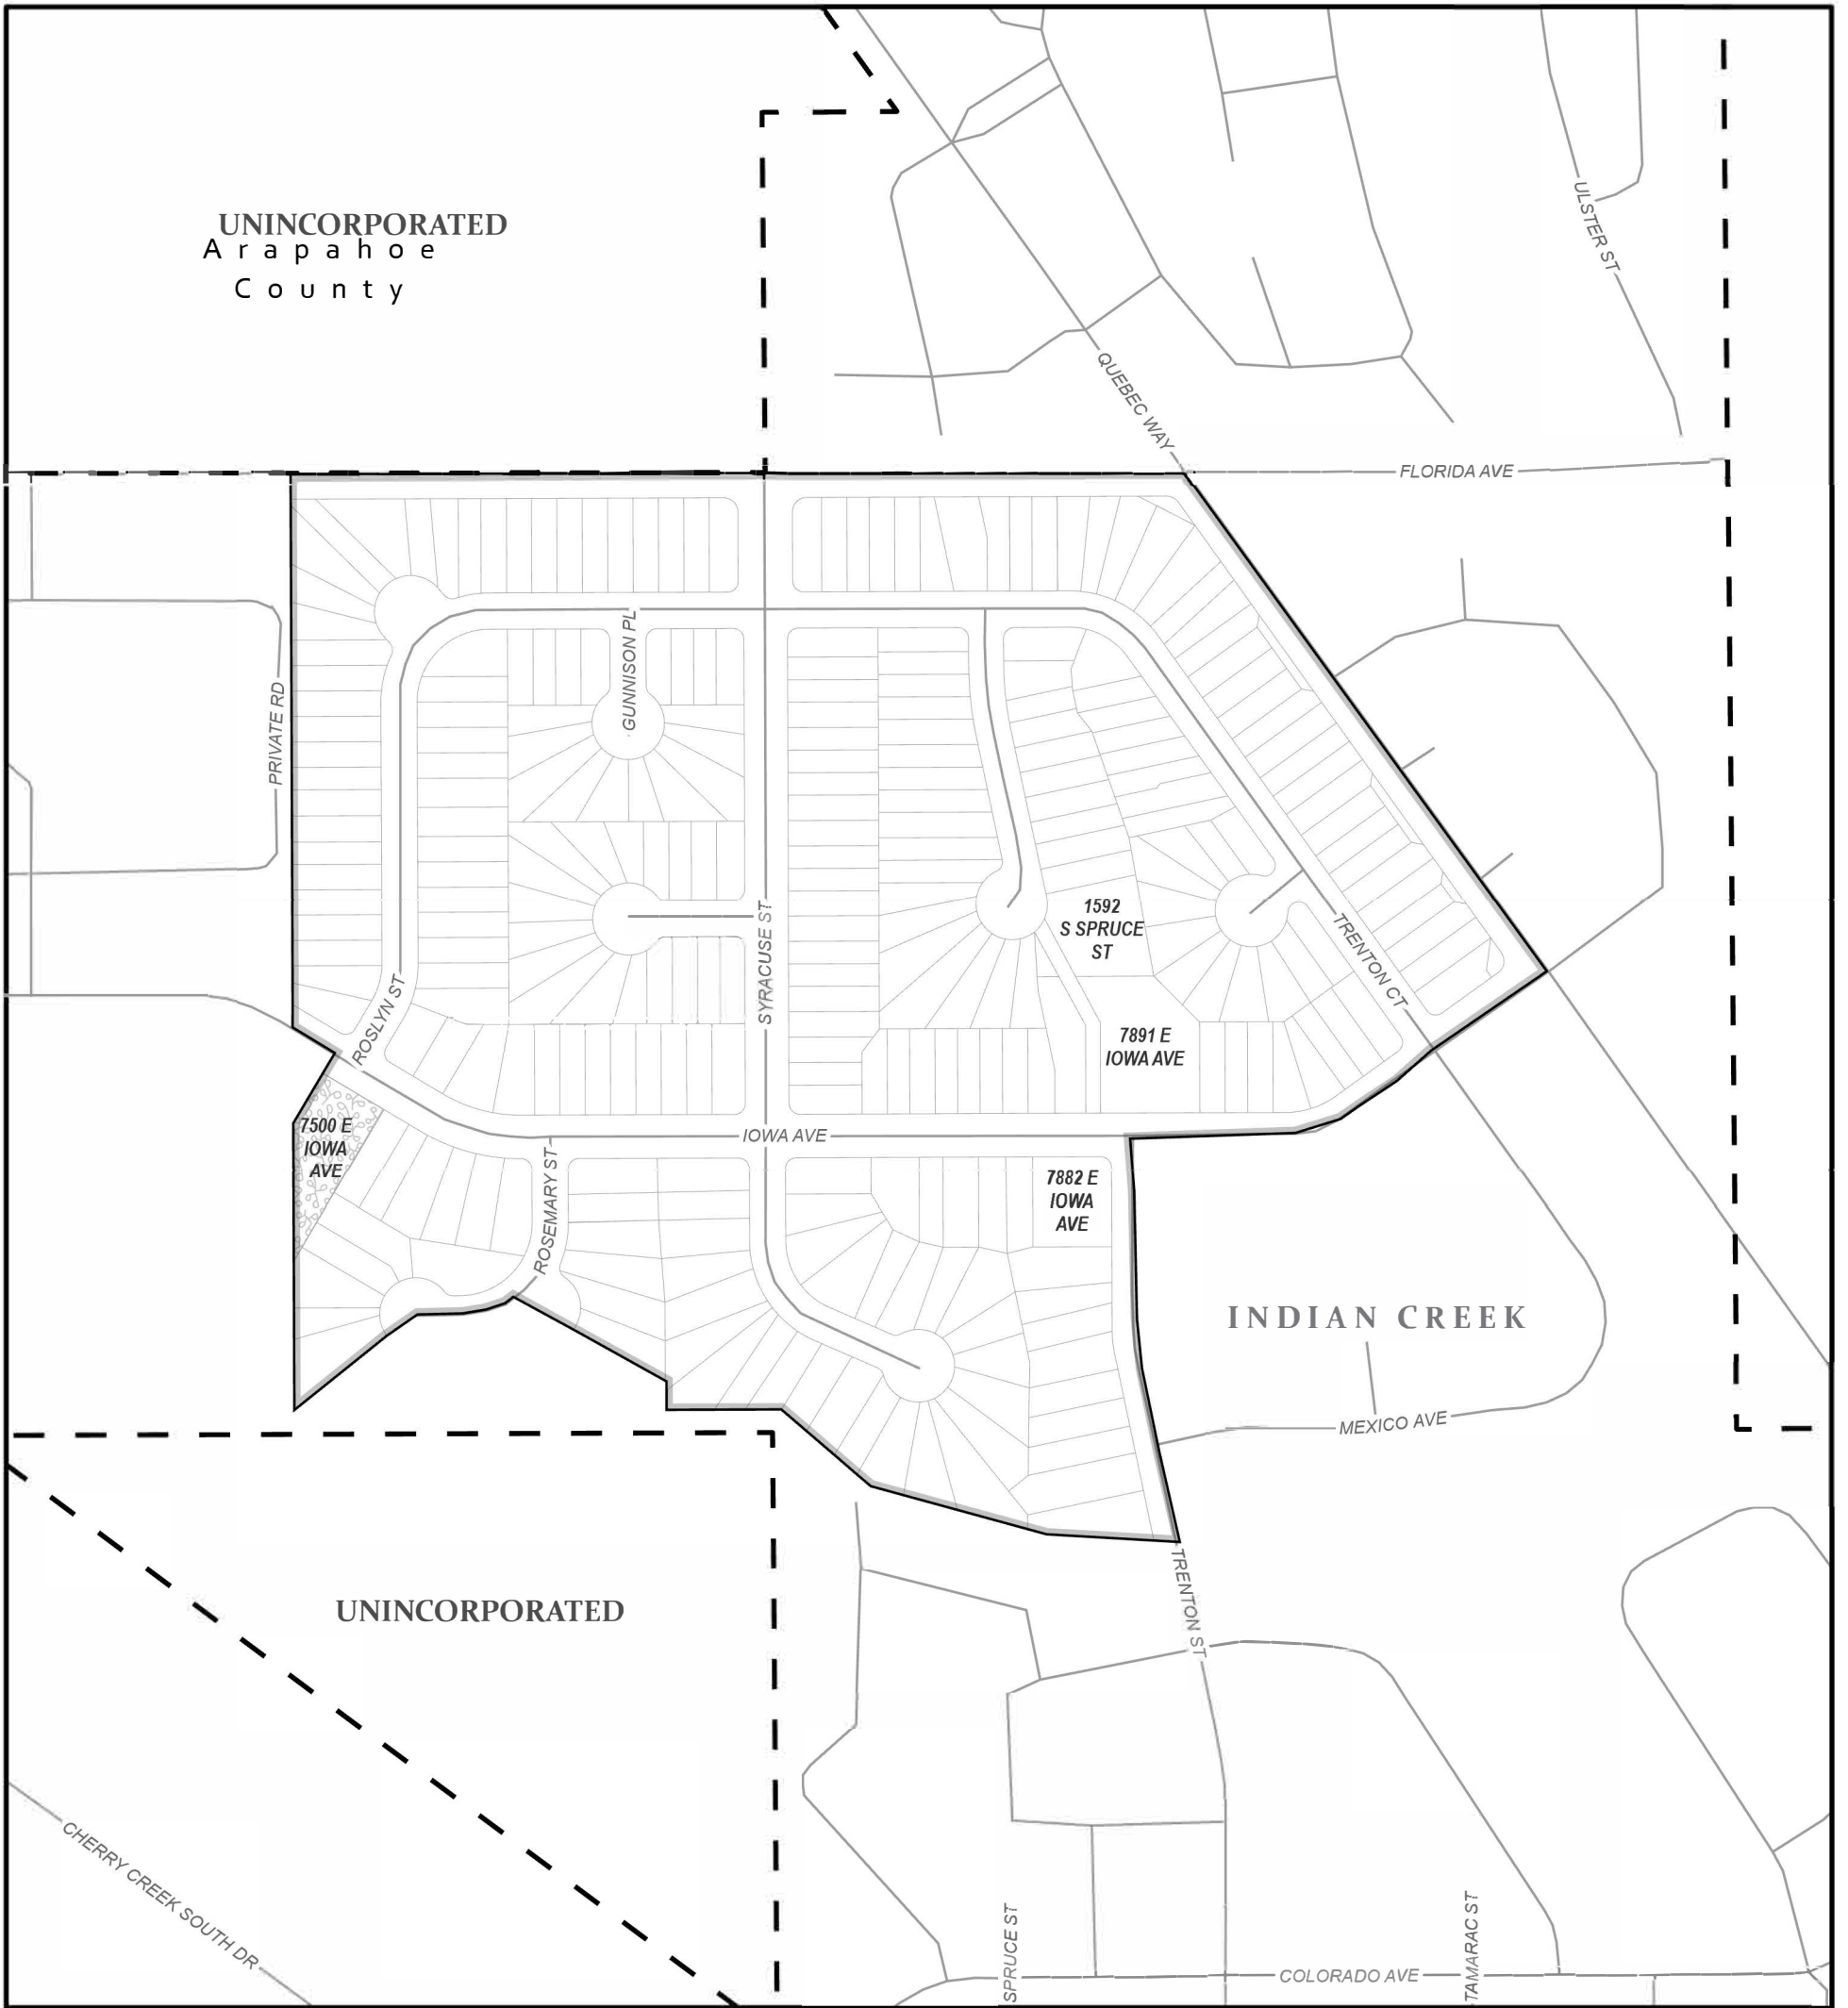 UNINCORPORATED
Arapahoe
County
ULSTER ST
QUEBEC WAY
FLORIDA AVE
GUNNISON PL
PRIVATE RD
1592
S SPRUCE
ST
SYRACUSE ST
TRENTON CT
ROSLYN ST
7891 E
IOWA AVE
7500 E
IOWA
AVE
IOWA AVE
ROSEMARY ST
7882 E
IOWA
AVE
INDIAN CREEK
MEXICO AVE
UNINCORPORATED
TRENTON ST
CHERRY CREEK SOUTH DR
SPRUCE ST
TAMARAC ST
COLORADO AVE